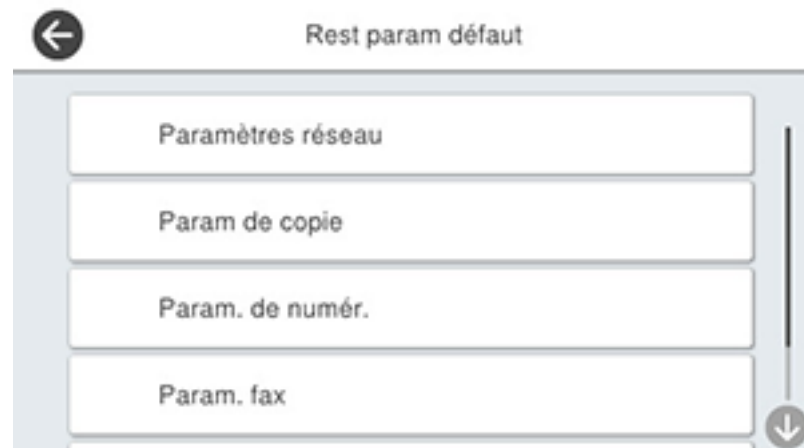 Rest param défaut
Paramètres réseau
Param de copie
Param. de numér.
Param. fax